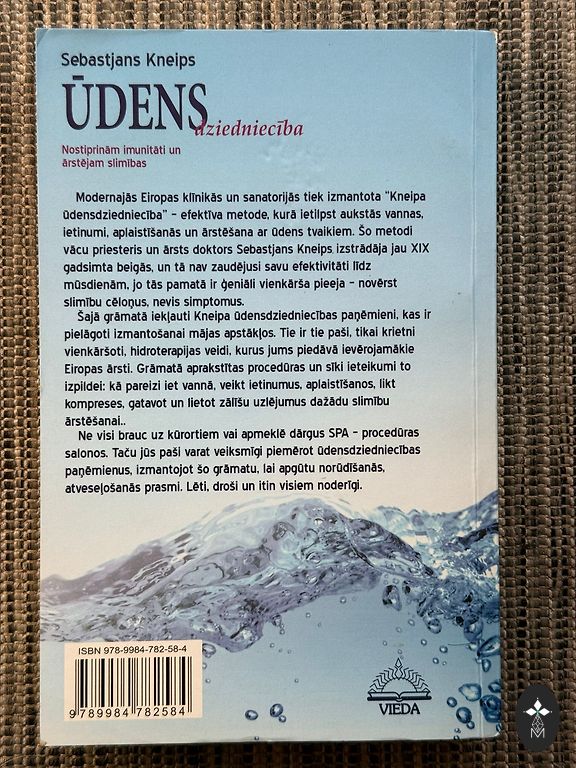 Sebastjans Kneips
ŪDENS
dziedniecība
Nostiprinām imunitāti un
ārstējam slimības
Modernajās Eiropas klīnikās un sanatorijās tiek izmantota "Kneipa
ūdensdziedniecība" – efektīva metode, kurā ietilpst aukstās vannas,
ietinumi, aplaistīšanās un ārstēšana ar ūdens tvaikiem. Šo metodi
vācu priesteris un ārsts doktors Sebastjans Kneips izstrādāja jau XIX
gadsimta beigās, un tā nav zaudējusi savu efektivitāti līdz
mūsdienām, jo tās pamatā ir ģeniāli vienkārša pieeja – novērst
slimību cēloņus, nevis simptomus.
Šajā grāmatā iekļauti Kneipa ūdensdziedniecības paņēmieni, kas ir
pielāgoti izmantošanai mājas apstākļos. Tie ir tie paši, tikai krietni
vienkāršoti, hidroterapijas veidi, kurus jums piedāvā ievērojamākie
Eiropas ārsti. Grāmatā aprakstītas procedūras un sīki ieteikumi to
izpildei: kā pareizi iet vannā, veikt ietinumus, aplaistīšanos, likt
kompreses, gatavot un lietot zālīšu uzlējumus dažādu slimību
ārstēšanai..
Ne visi brauc uz kūrortiem vai apmeklē dārgus SPA – procedūras
salonos. Taču jūs paši varat veiksmīgi piemērot ūdensdziedniecības
paņēmienus, izmantojot šo grāmatu, lai apgūtu norūdīšanās,
atveseļošanās prasmi. Lēti, droši un itin visiem noderīgi.
ISBN 978-9984-782-58-4
9 789984 782584
VIEDA
M